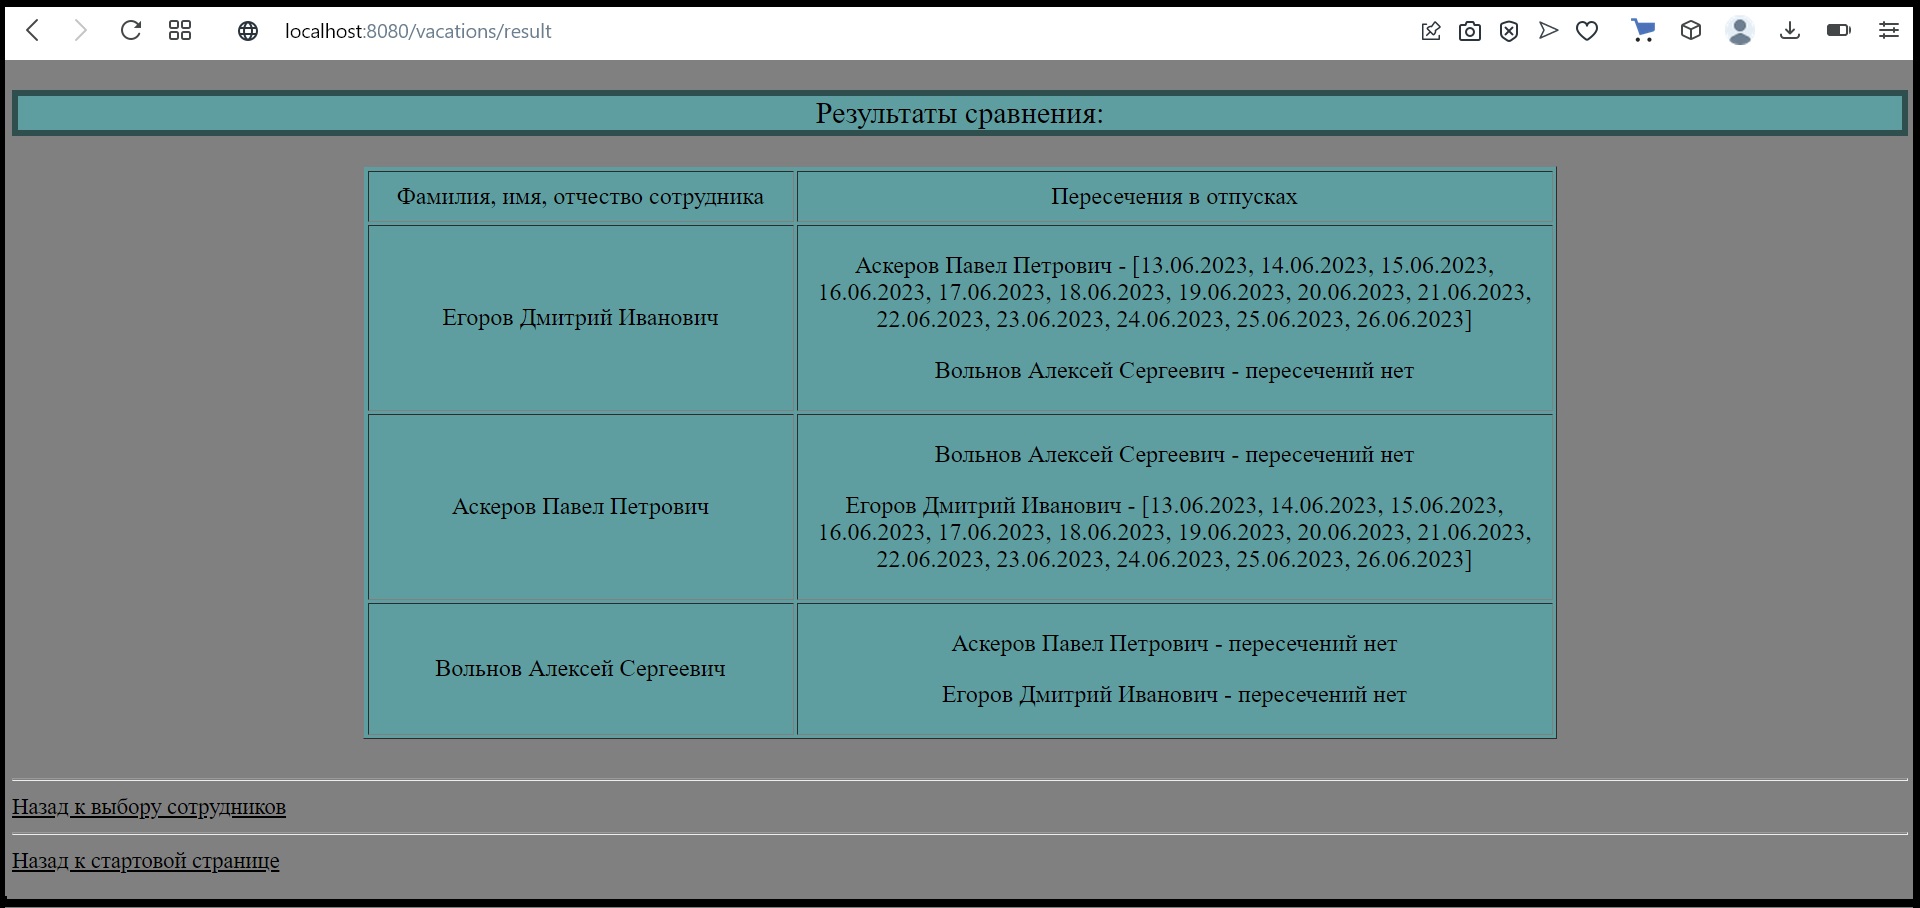 localhost:8080/vacations/result
Результаты сравнения:
Фамилия, имя, отчество сотрудника
Пересечения в отпусках
Егоров Дмитрий Иванович
Аскеров Павел Петрович - [13.06.2023, 14.06.2023, 15.06.2023,
16.06.2023, 17.06.2023, 18.06.2023, 19.06.2023, 20.06.2023, 21.06.2023,
22.06.2023, 23.06.2023, 24.06.2023, 25.06.2023, 26.06.2023]
Вольнов Алексей Сергеевич - пересечений нет
Аскеров Павел Петрович
Вольнов Алексей Сергеевич - пересечений нет
Егоров Дмитрий Иванович - [13.06.2023, 14.06.2023, 15.06.2023,
16.06.2023, 17.06.2023, 18.06.2023, 19.06.2023, 20.06.2023, 21.06.2023,
22.06.2023, 23.06.2023, 24.06.2023, 25.06.2023, 26.06.2023]
Вольнов Алексей Сергеевич
Аскеров Павел Петрович - пересечений нет
Егоров Дмитрий Иванович - пересечений нет
Назад к выбору сотрудников
Назад к стартовой странице